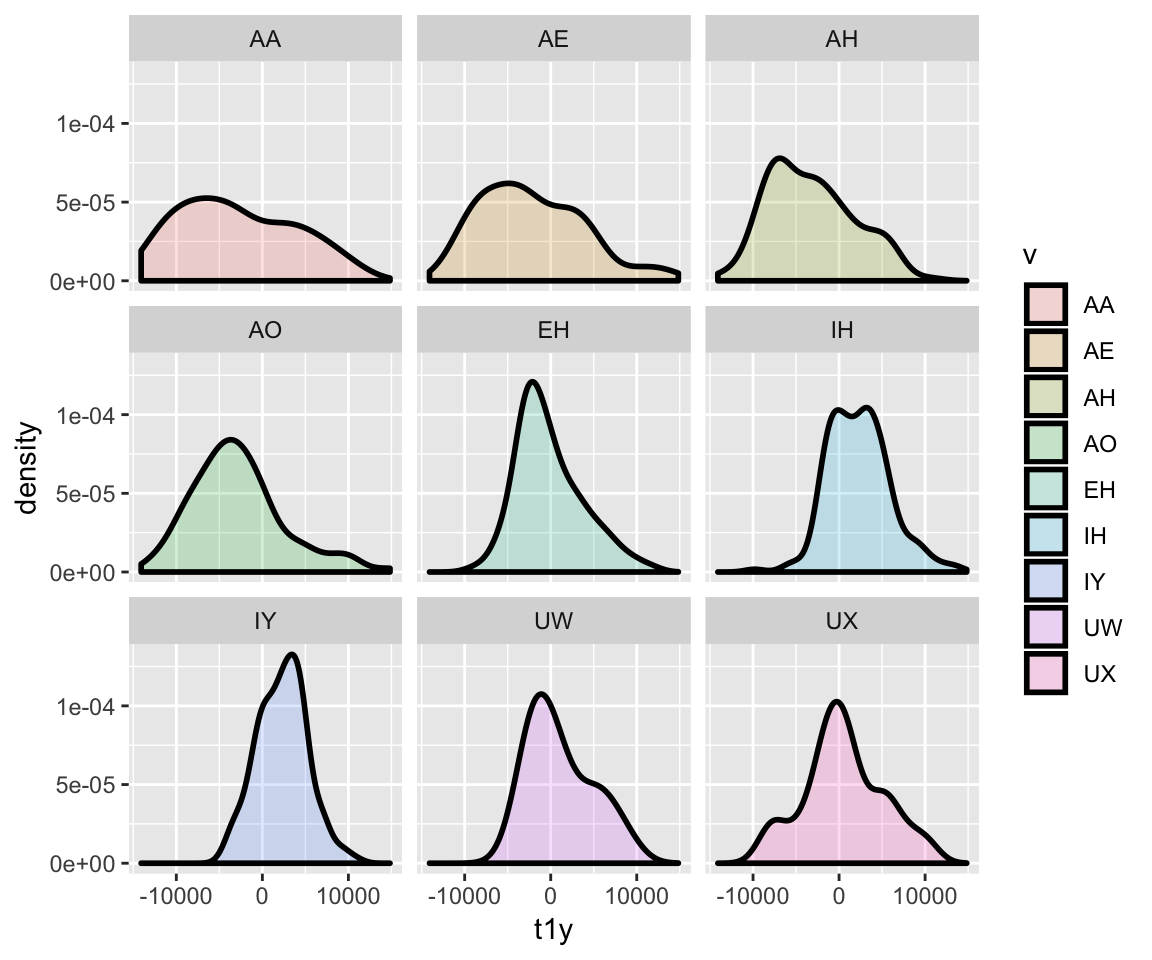 AA AE AH
1e-04
5e-05
0e+00
AO EH IH
1e-04
5e-05
0e+00
IY UW UX
1e-04
5e-05
0e+00
-10000 0 10000 -10000 0 10000 -10000 0 10000
t1y
density
v
AA
AE
AH
AO
EH
IH
IY
UW
UX